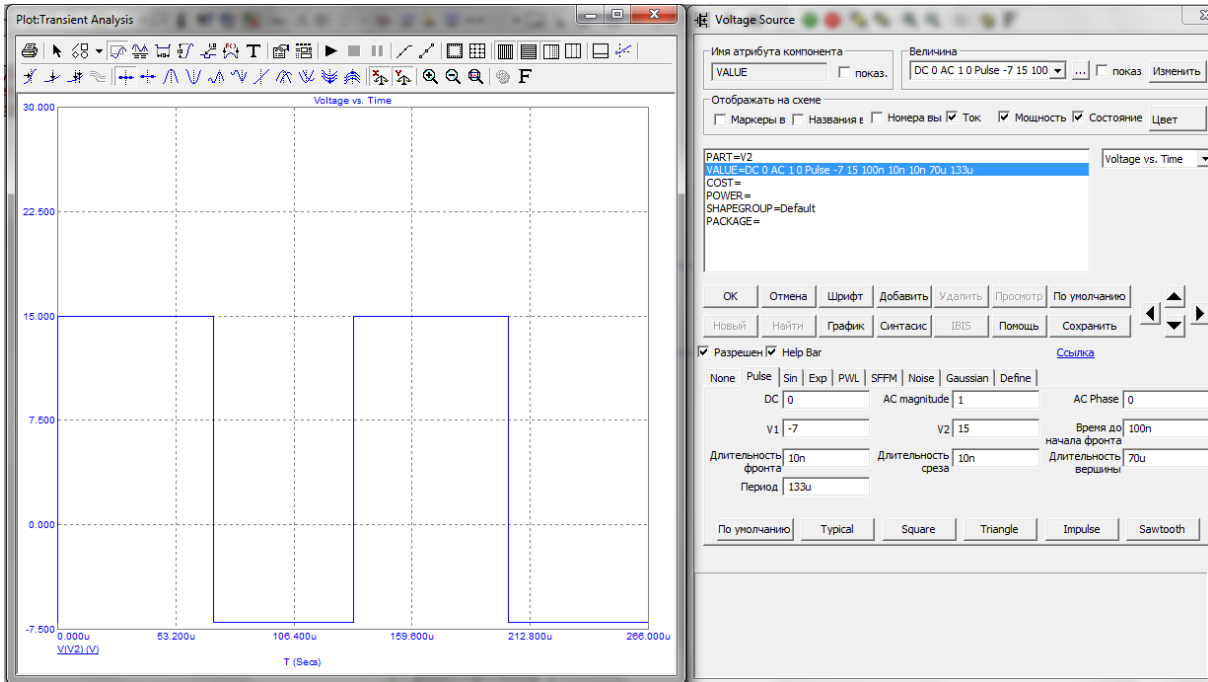 Plot:Transient Analysis
T
F
Voltage vs. Time
30.000
22.500
15.000
7.500
0.000
-7.500
0.000u 53.200u 106.400u 159.600u 212.800u 266.000u
V(V2) (V)
T (Secs)
Voltage Source
Имя атрибута компонента
VALUE показ.
Величина
DC 0 AC 1 0 Pulse -7 15 100 ... показ Изменить
Отображать на схеме
Маркеры в Названия в Номера вы Ток Мощность Состояние Цвет
PART=V2
VALUE=DC 0 AC 1 0 Pulse -7 15 100n 10n 10n 70u 133u
COST=
POWER=
SHAPEGROUP=Default
PACKAGE=
Voltage vs. Time
OK Отмена Шрифт Добавить Удалить Просмотр По умолчанию
Новый Найти График Синтасис IBIS Помощь Сохранить
Разрешен Help Bar Ссылка
None Pulse Sin Exp PWL SFFM Noise Gaussian Define
DC 0 AC magnitude 1 AC Phase 0
V1 -7 V2 15 Время до начала фронта 100n
Длительность фронта 10n Длительность среза 10n Длительность вершины 70u
Период 133u
По умолчанию Typical Square Triangle Impulse Sawtooth